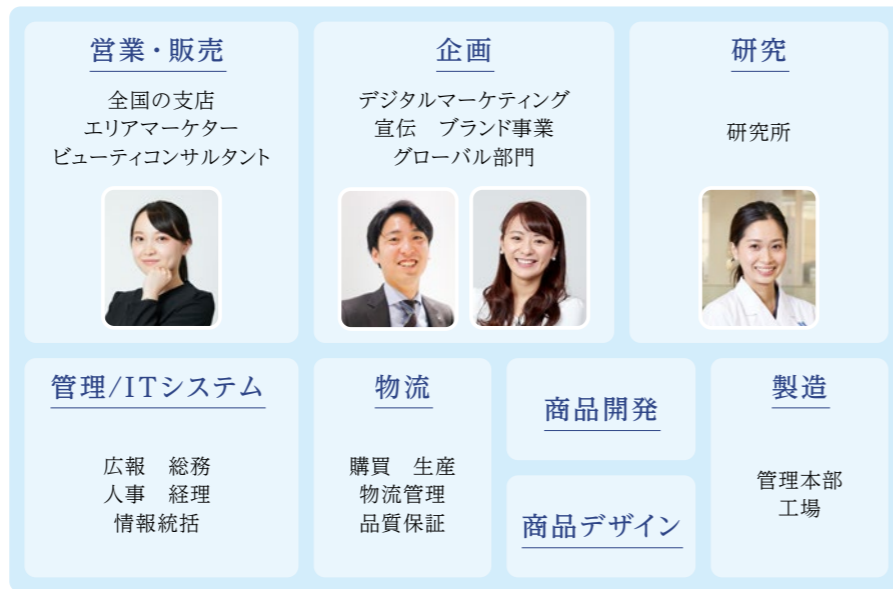 営業・販売
全国の支店
エリアマーケター
ビューティコンサルタント
企画
デジタルマーケティング
宣伝　ブランド事業
グローバル部門
研究
研究所
管理/ITシステム
広報　総務
人事　経理
情報統括
物流
購買　生産
物流管理
品質保証
商品開発
商品デザイン
製造
管理本部
工場